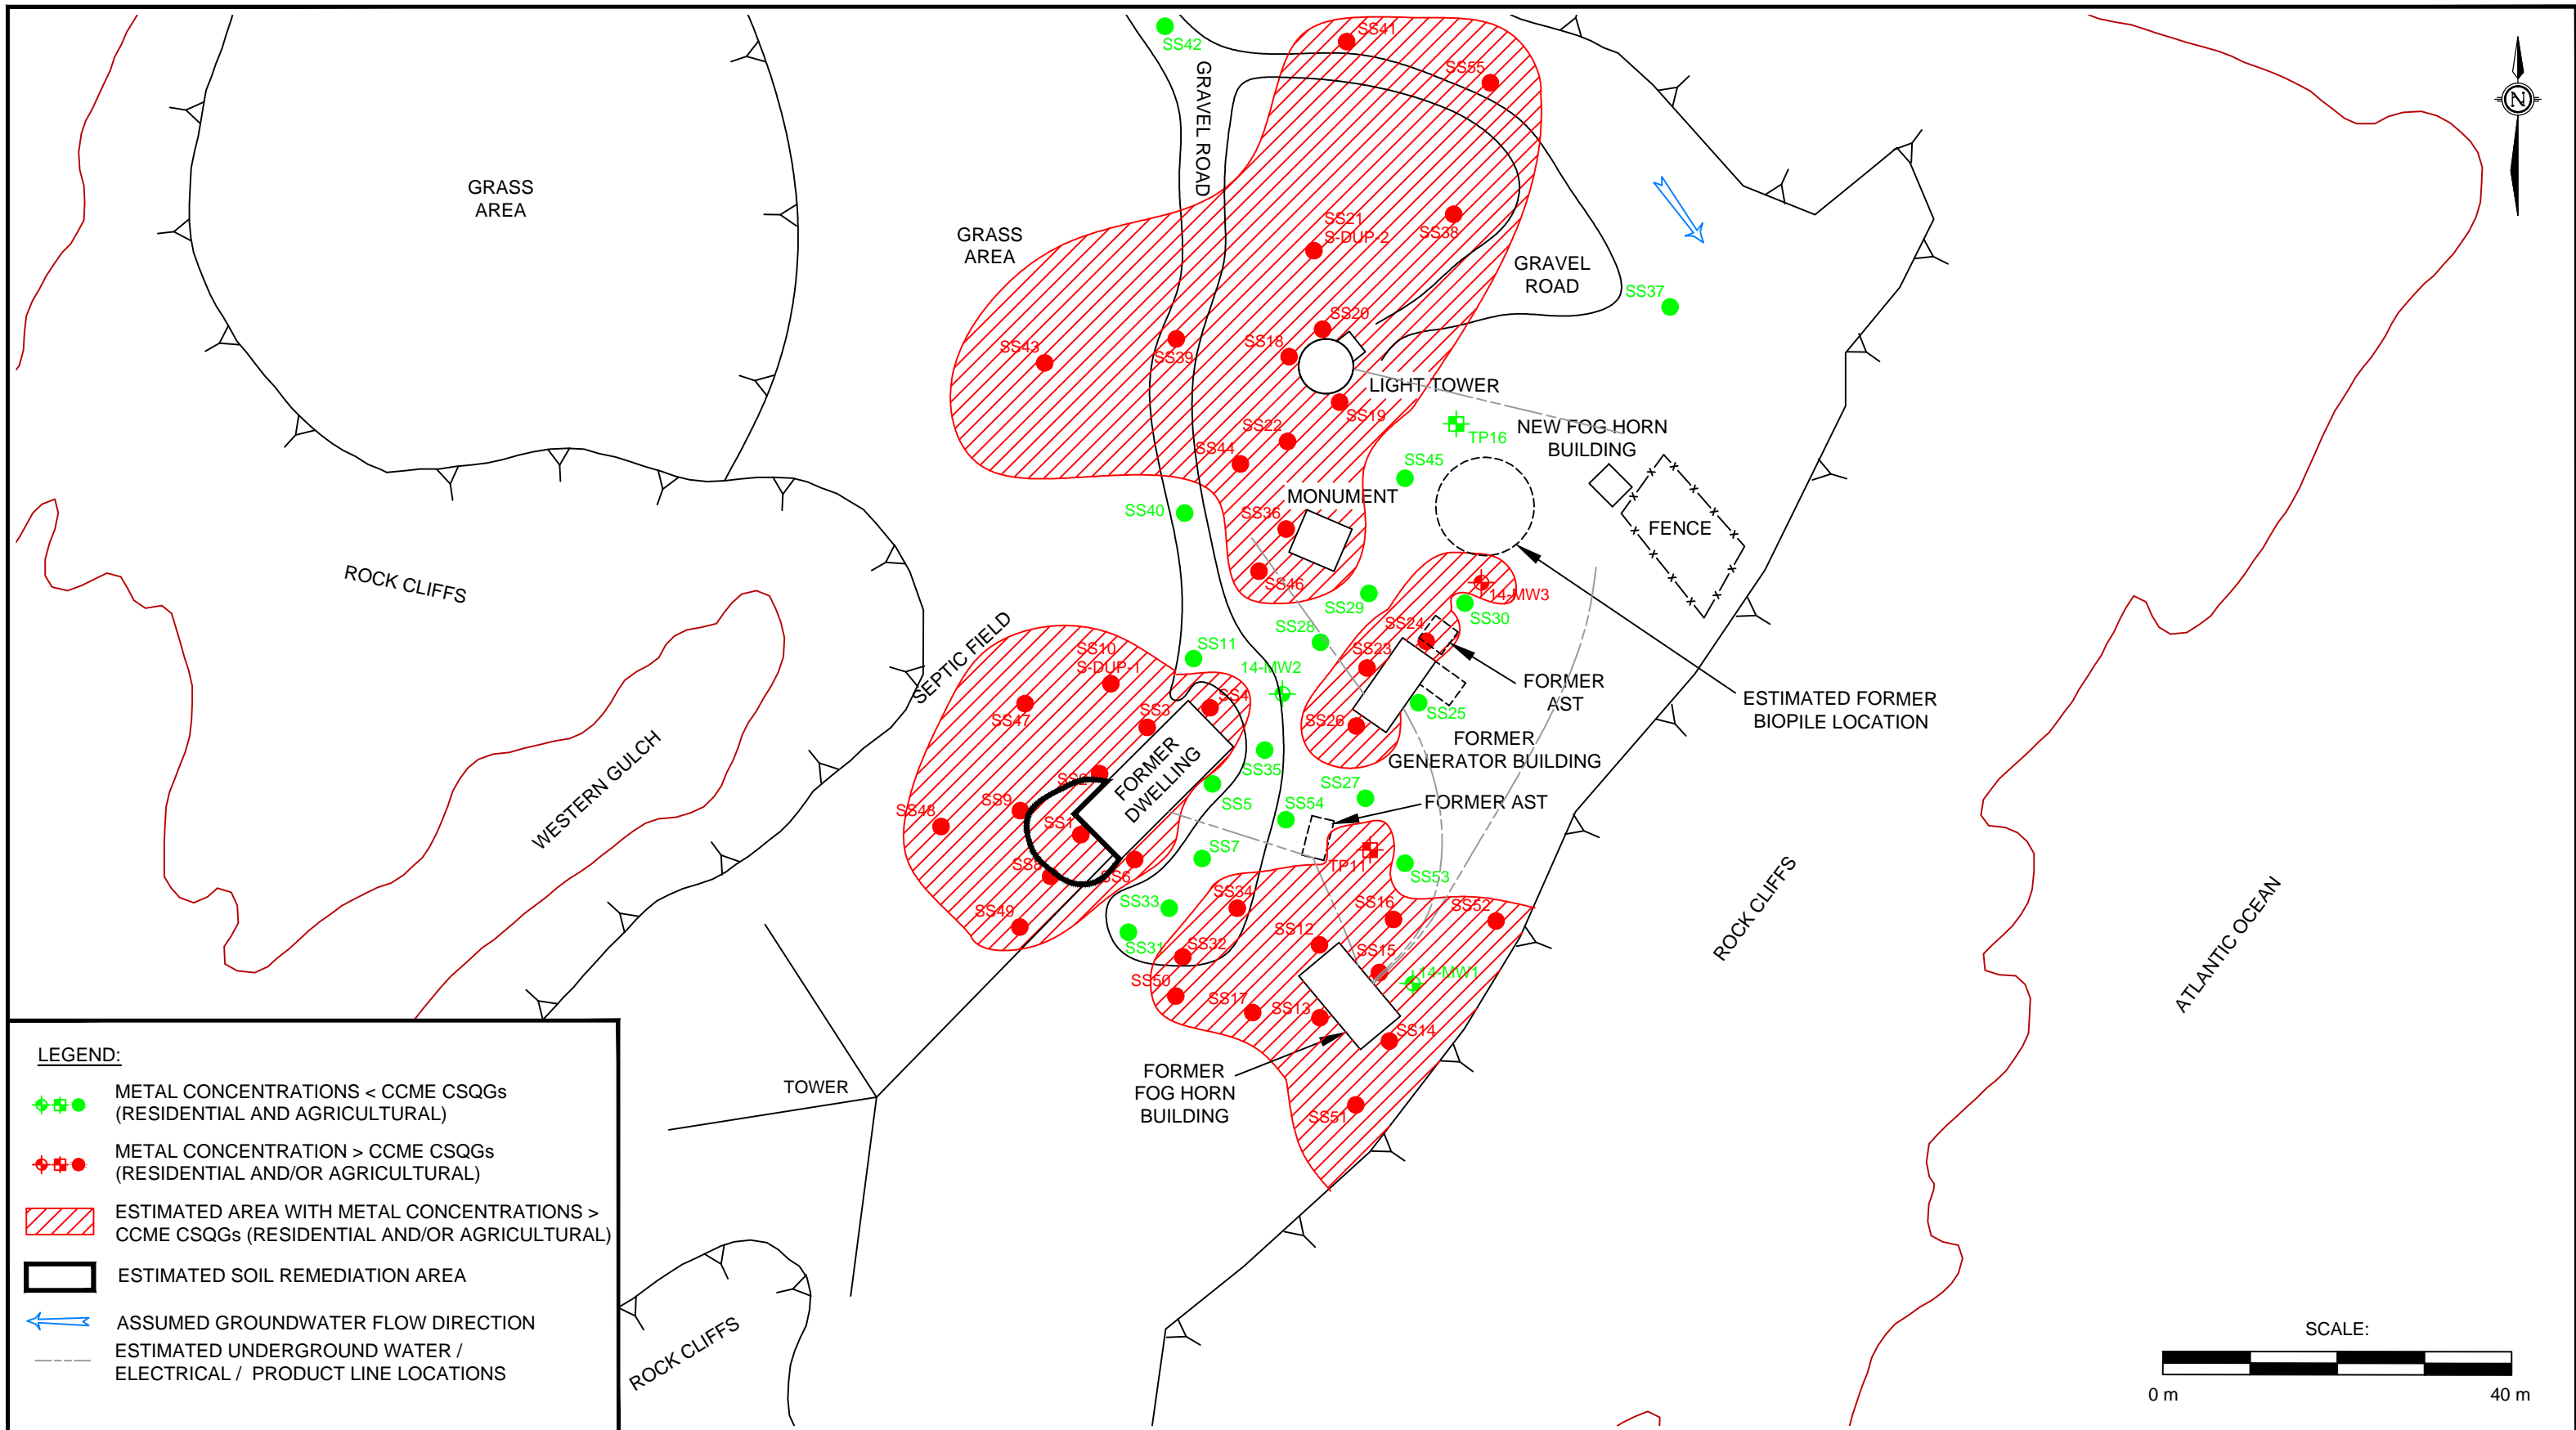 SS42
SS41
SS55
GRAVEL ROAD
N
GRASS
AREA
GRASS
AREA
SS21
S-DUP-2
SS38
GRAVEL
ROAD
SS37
SS20
SS18
SS43
SS39
LIGHT TOWER
SS19
SS22
SS44
TP16
NEW FOG HORN
BUILDING
SS45
MONUMENT
SS40
SS36
FENCE
ROCK CLIFFS
SS46
14-MW3
SS29
SS30
SS28
SS24
SEPTIC FIELD
SS10
S-DUP-1
SS11
14-MW2
SS23
SS47
SS3
SS4
FORMER
AST
ESTIMATED FORMER
BIOPILE LOCATION
SS26
SS25
FORMER
GENERATOR BUILDING
WESTERN GULCH
SS2
FORMER
DWELLING
SS35
SS27
SS5
SS54
FORMER AST
SS48
SS9
SS1
SS7
TP11
SS53
SS8
SS6
SS33
SS34
SS49
SS31
SS32
SS16
SS52
SS12
SS15
14-MW1
SS50
SS17
SS13
SS14
ROCK CLIFFS
ATLANTIC OCEAN
FORMER
FOG HORN
BUILDING
SS51
TOWER
ROCK CLIFFS
LEGEND:
METAL CONCENTRATIONS < CCME CSQGs
(RESIDENTIAL AND AGRICULTURAL)
METAL CONCENTRATION > CCME CSQGs
(RESIDENTIAL AND/OR AGRICULTURAL)
ESTIMATED AREA WITH METAL CONCENTRATIONS >
CCME CSQGs (RESIDENTIAL AND/OR AGRICULTURAL)
ESTIMATED SOIL REMEDIATION AREA
ASSUMED GROUNDWATER FLOW DIRECTION
ESTIMATED UNDERGROUND WATER /
ELECTRICAL / PRODUCT LINE LOCATIONS
SCALE:
0 m
40 m